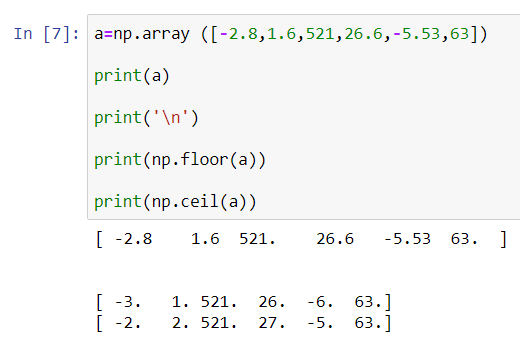 In [7]: a=np.array ([-2.8,1.6,521,26.6,-5.53,63])
print(a)
print('\n')
print(np.floor(a))
print(np.ceil(a))
[ -2.8    1.6  521.    26.6   -5.53  63.  ]
[ -3.   1. 521.  26.  -6.  63.]
[ -2.   2. 521.  27.  -5.  63.]